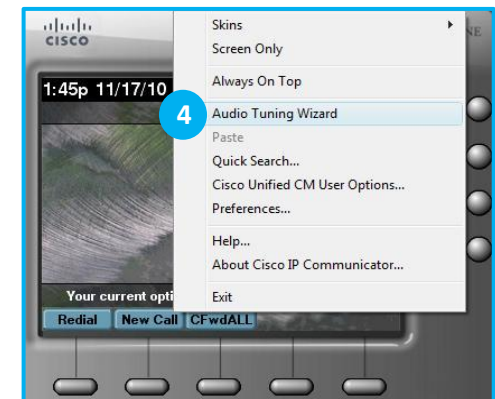 CISCO
NE
1:45p 11/17/10
4
Skins
Screen Only
Always On Top
Audio Tuning Wizard
Paste
Quick Search...
Cisco Unified CM User Options...
Preferences...
Help...
About Cisco IP Communicator...
Exit
Your current opti
Redial New Call CFwdALL